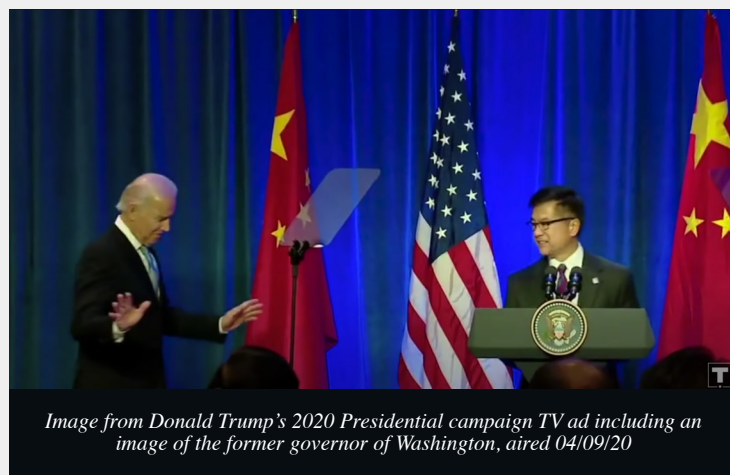 Image from Donald Trump's 2020 Presidential campaign TV ad including an
image of the former governor of Washington, aired 04/09/20
T